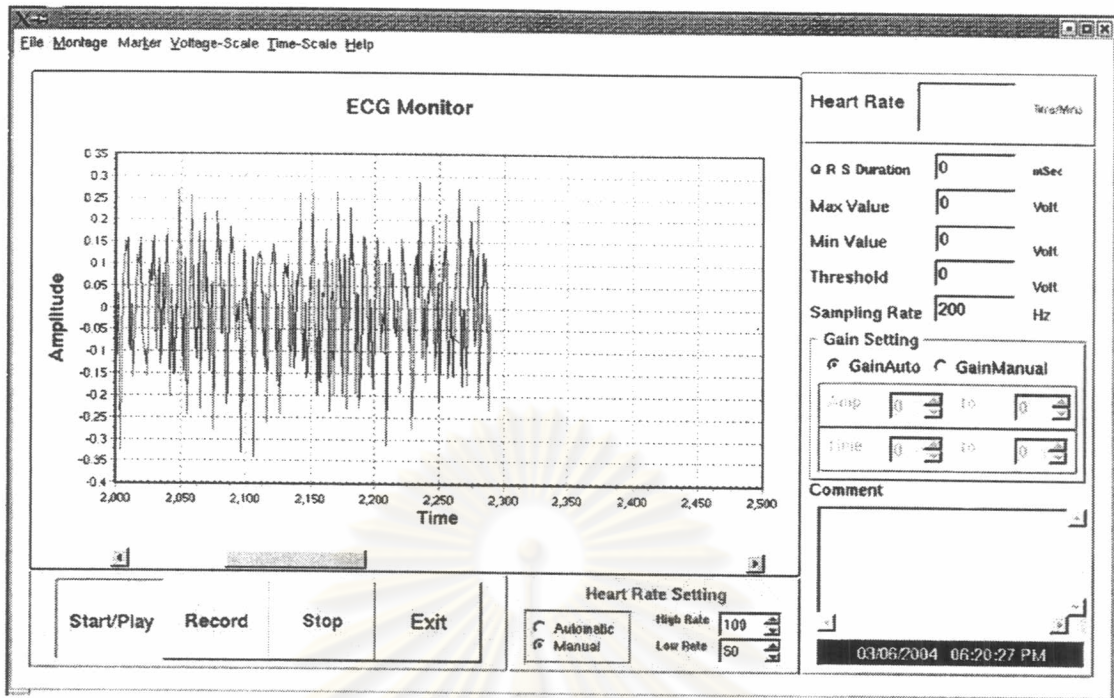 File Montage Marker Voltage-Scale Time-Scale Help
ECG Monitor
Amplitude
0.35
0.3
0.25
0.2
0.15
0.1
0.05
0
-0.05
-0.1
-0.15
-0.2
-0.25
-0.3
-0.35
-0.4
2,000 2,050 2,100 2,150 2,200 2,250 2,300 2,350 2,400 2,450 2,500
Time
Heart Rate
Q R S Duration 0 mSec
Max Value 0 Volt
Min Value 0 Volt
Threshold 0 Volt
Sampling Rate 200 Hz
Gain Setting
GainAuto GainManual
Amp 0 to 0
Time 0 to 0
Comment
Start/Play Record Stop Exit
Heart Rate Setting
Automatic
Manual
High Rate 100
Low Rate 50
03/06/2004 06:20:27 PM